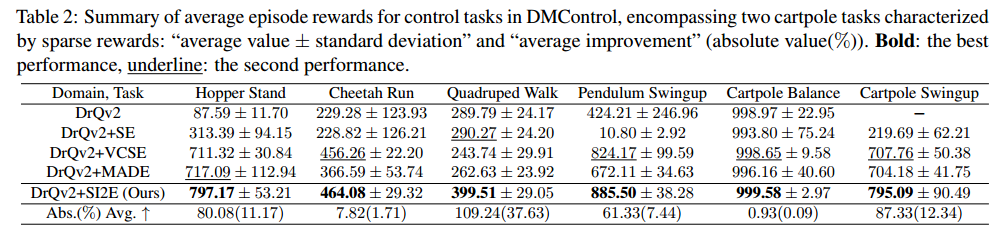 Table 2: Summary of average episode rewards for control tasks in DMControl, encompassing two cartpole tasks characterized
by sparse rewards: “average value ± standard deviation” and “average improvement” (absolute value(%)). Bold: the best
performance, underline: the second performance.
Domain, Task Hopper Stand Cheetah Run Quadruped Walk Pendulum Swingup Cartpole Balance Cartpole Swingup
DrQv2 87.59 ± 11.70 229.28 ± 123.93 289.79 ± 24.17 424.21 ± 246.96 998.97 ± 22.95 −
DrQv2+SE 313.39 ± 94.15 228.82 ± 126.21 290.27 ± 24.20 10.80 ± 2.92 993.80 ± 75.24 219.69 ± 62.21
DrQv2+VCSE 711.32 ± 30.84 456.26 ± 22.20 243.74 ± 29.91 824.17 ± 99.59 998.65 ± 9.58 707.76 ± 50.38
DrQv2+MADE 717.09 ± 112.94 366.59 ± 53.74 262.63 ± 23.92 672.11 ± 34.63 996.16 ± 40.60 704.18 ± 41.75
DrQv2+SI2E (Ours) 797.17 ± 53.21 464.08 ± 29.32 399.51 ± 29.05 885.50 ± 38.28 999.58 ± 2.97 795.09 ± 90.49
Abs.(%) Avg. ↑ 80.08(11.17) 7.82(1.71) 109.24(37.63) 61.33(7.44) 0.93(0.09) 87.33(12.34)